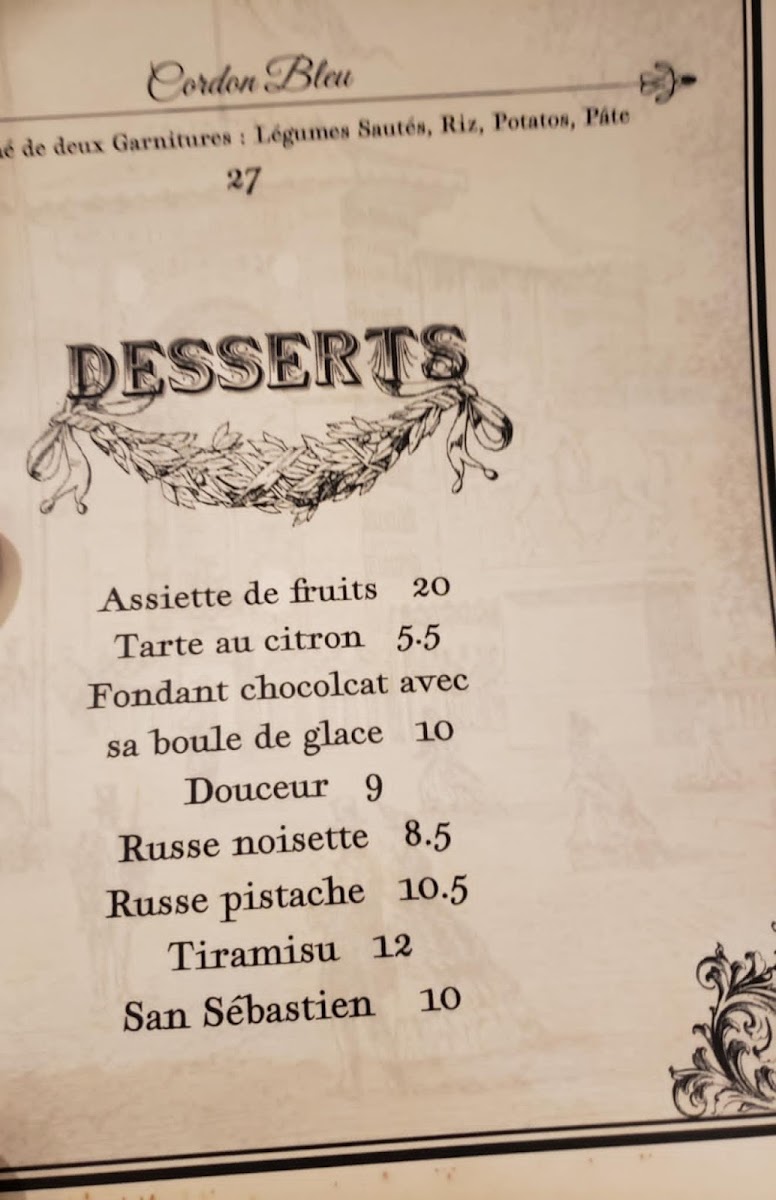 Cordon Bleu
de deux Garnitures : Légumes Sautés, Riz, Potatos, Pâte
27
DESSERTS
Assiette de fruits 20
Tarte au citron 5.5
Fondant chocolcat avec
sa boule de glace 10
Douceur 9
Russe noisette 8.5
Russe pistache 10.5
Tiramisu 12
San Sébastien 10